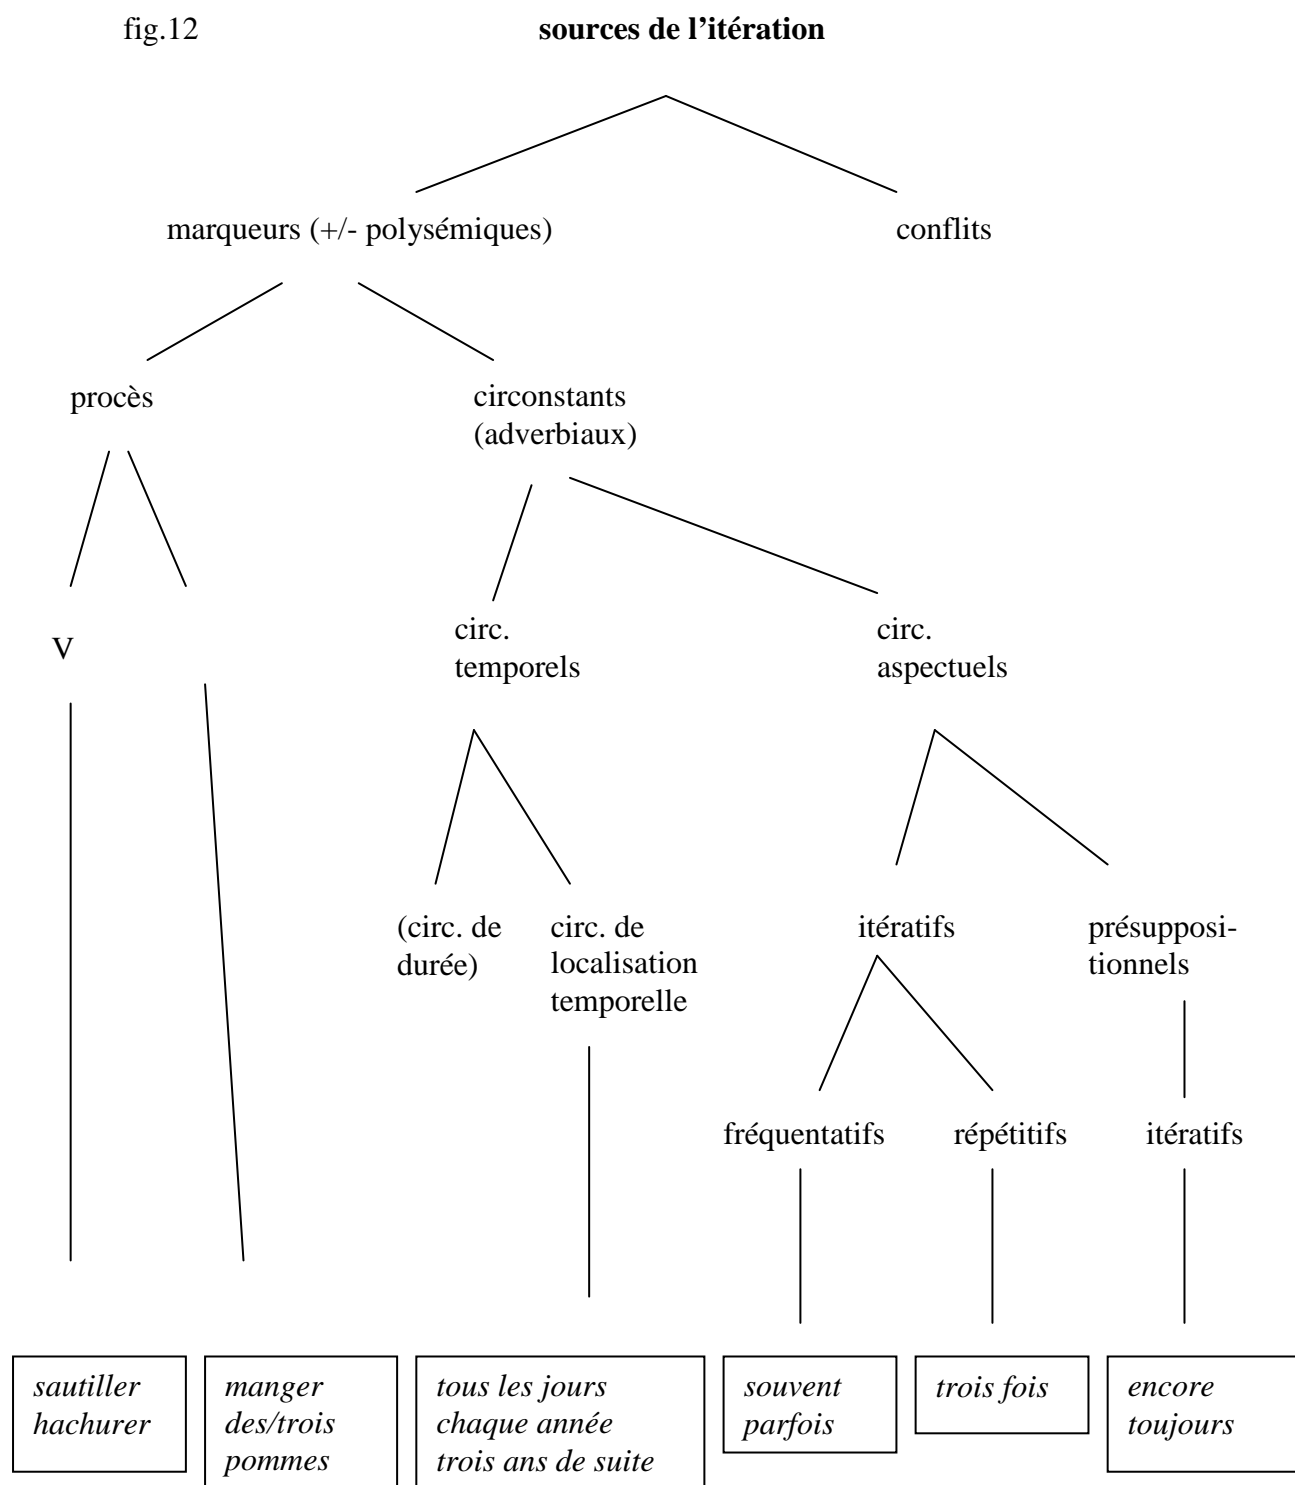 fig.12
sources de l'itération
marqueurs (+/- polysémiques)
conflits
procès
circonstants
(adverbiaux)
V
circ.
temporels
circ.
aspectuels
(circ. de
durée)
circ. de
localisation
temporelle
itératifs
présupposi-
tionnels
fréquentatifs
répétitifs
itératifs
sautiller
hachurer
manger
des/trois
pommes
tous les jours
chaque année
trois ans de suite
souvent
parfois
trois fois
encore
toujours